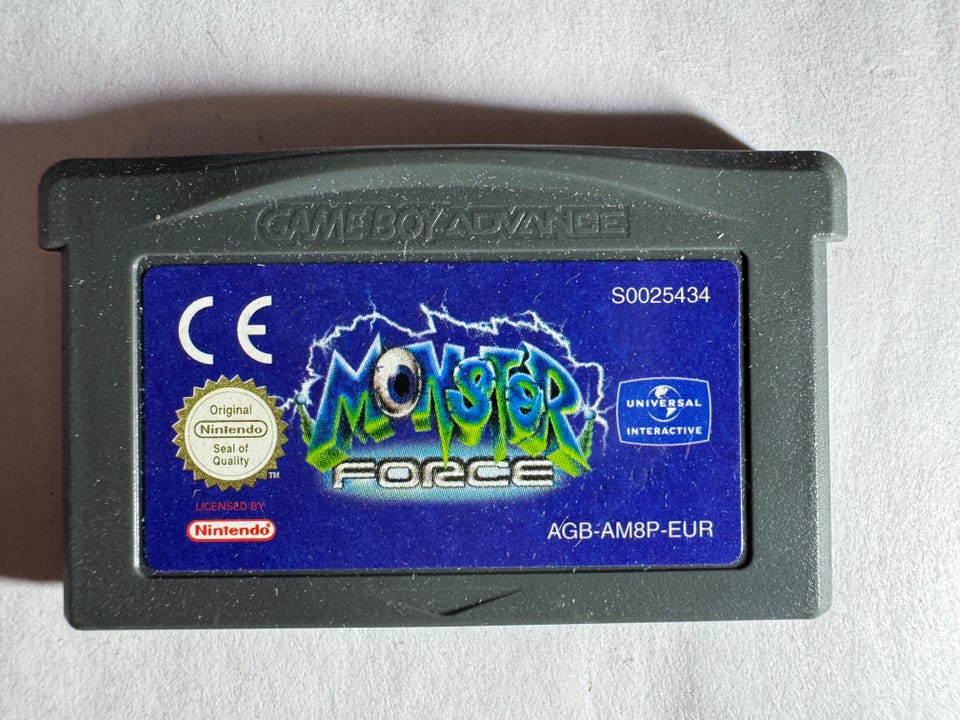 GAME BOY ADVANCE
S0025434
CE
MONSTER
FORCE
Original
Nintendo
Seal of
Quality
TM
UNIVERSAL
INTERACTIVE
LICENSED BY
Nintendo®
AGB-AM8P-EUR